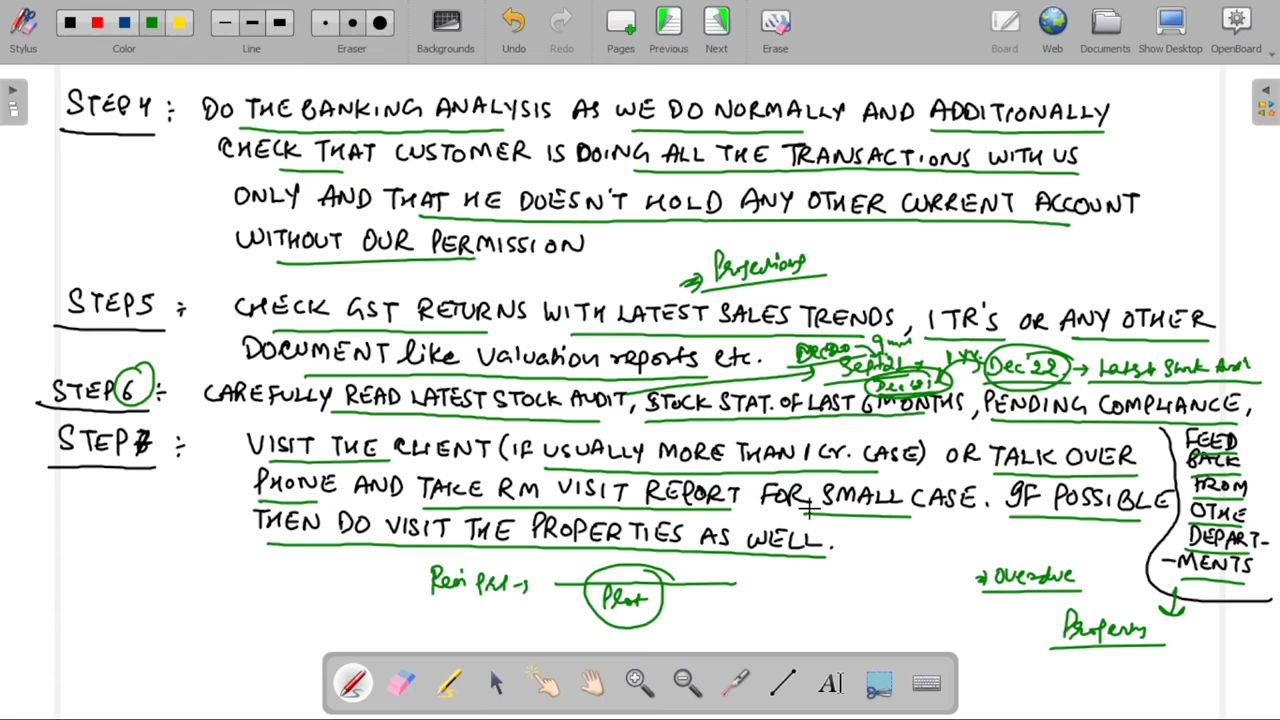 Stylus Color Line Eraser Backgrounds Undo Redo Pages Previous Next Erase Board Web Documents Show Desktop OpenBoard
STEP 4 : DO THE BANKING ANALYSIS AS WE DO NORMALLY AND ADDITIONALLY
CHECK THAT CUSTOMER IS DOING ALL THE TRANSACTIONS WITH US
ONLY AND THAT HE DOESN'T HOLD ANY OTHER CURRENT ACCOUNT
WITHOUT OUR PERMISSION
Projections
STEP 5 : CHECK GST RETURNS WITH LATEST SALES TRENDS, ITR'S OR ANY OTHER
DOCUMENT like Valuation reports etc.
Dec'20
Sept'21
Dec'22 → Latest Stock Audit
STEP 6 : CAREFULLY READ LATEST STOCK AUDIT, STOCK STAT. OF LAST 6 MONTHS, PENDING COMPLIANCE,
FEED
BACK
FROM
OTHE
DEPART-
-MENTS
STEP 7 : VISIT THE CLIENT (IF USUALLY MORE THAN 1 Cr. CASE) OR TALK OVER
PHONE AND TAKE RM VISIT REPORT FOR SMALL CASE. IF POSSIBLE
THEN DO VISIT THE PROPERTIES AS WELL.
Plot
Overdue
Property